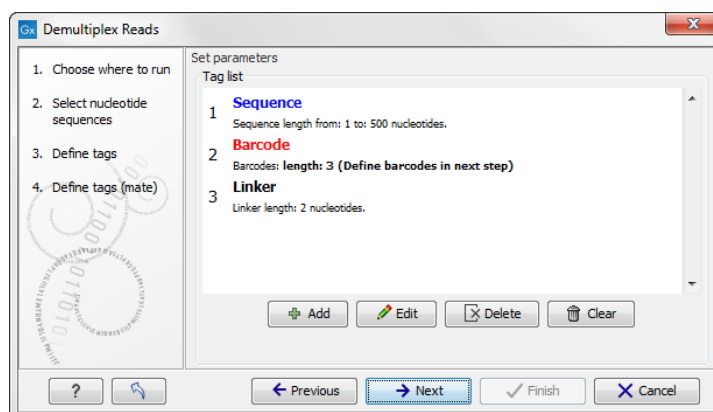 Gx Demultiplex Reads
X
1. Choose where to run
2. Select nucleotide
sequences
3. Define tags
4. Define tags (mate)
Set parameters
Tag list
1 Sequence
Sequence length from: 1 to: 500 nucleotides.
2 Barcode
Barcodes: length: 3 (Define barcodes in next step)
3 Linker
Linker length: 2 nucleotides.
Add Edit Delete Clear
? Previous Next Finish Cancel